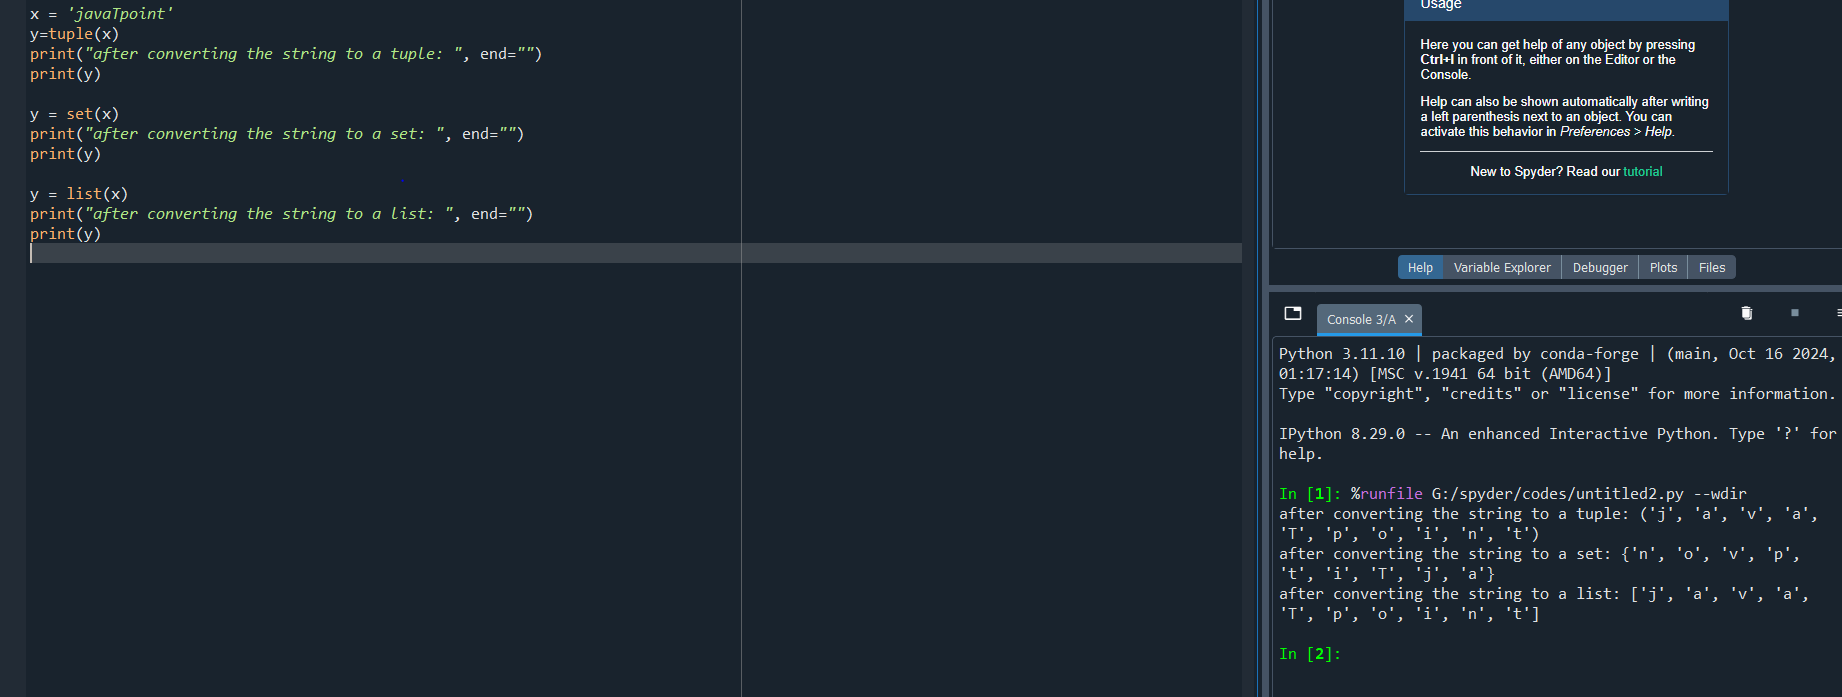 x = 'javaTpoint'
y=tuple(x)
print("after converting the string to a tuple: ", end="")
print(y)
y = set(x)
print("after converting the string to a set: ", end="")
print(y)
y = list(x)
print("after converting the string to a list: ", end="")
print(y)
Usage
Here you can get help of any object by pressing
Ctrl+I in front of it, either on the Editor or the
Console.
Help can also be shown automatically after writing
a left parenthesis next to an object. You can
activate this behavior in Preferences > Help.
New to Spyder? Read our tutorial
Help Variable Explorer Debugger Plots Files
Console 3/A
Python 3.11.10 | packaged by conda-forge | (main, Oct 16 2024,
01:17:14) [MSC v.1941 64 bit (AMD64)]
Type "copyright", "credits" or "license" for more information.
IPython 8.29.0 -- An enhanced Interactive Python. Type '?' for
help.
In [1]: %runfile G:/spyder/codes/untitled2.py --wdir
after converting the string to a tuple: ('j', 'a', 'v', 'a',
'T', 'p', 'o', 'i', 'n', 't')
after converting the string to a set: {'n', 'o', 'v', 'p',
't', 'i', 'T', 'j', 'a'}
after converting the string to a list: ['j', 'a', 'v', 'a',
'T', 'p', 'o', 'i', 'n', 't']
In [2]: